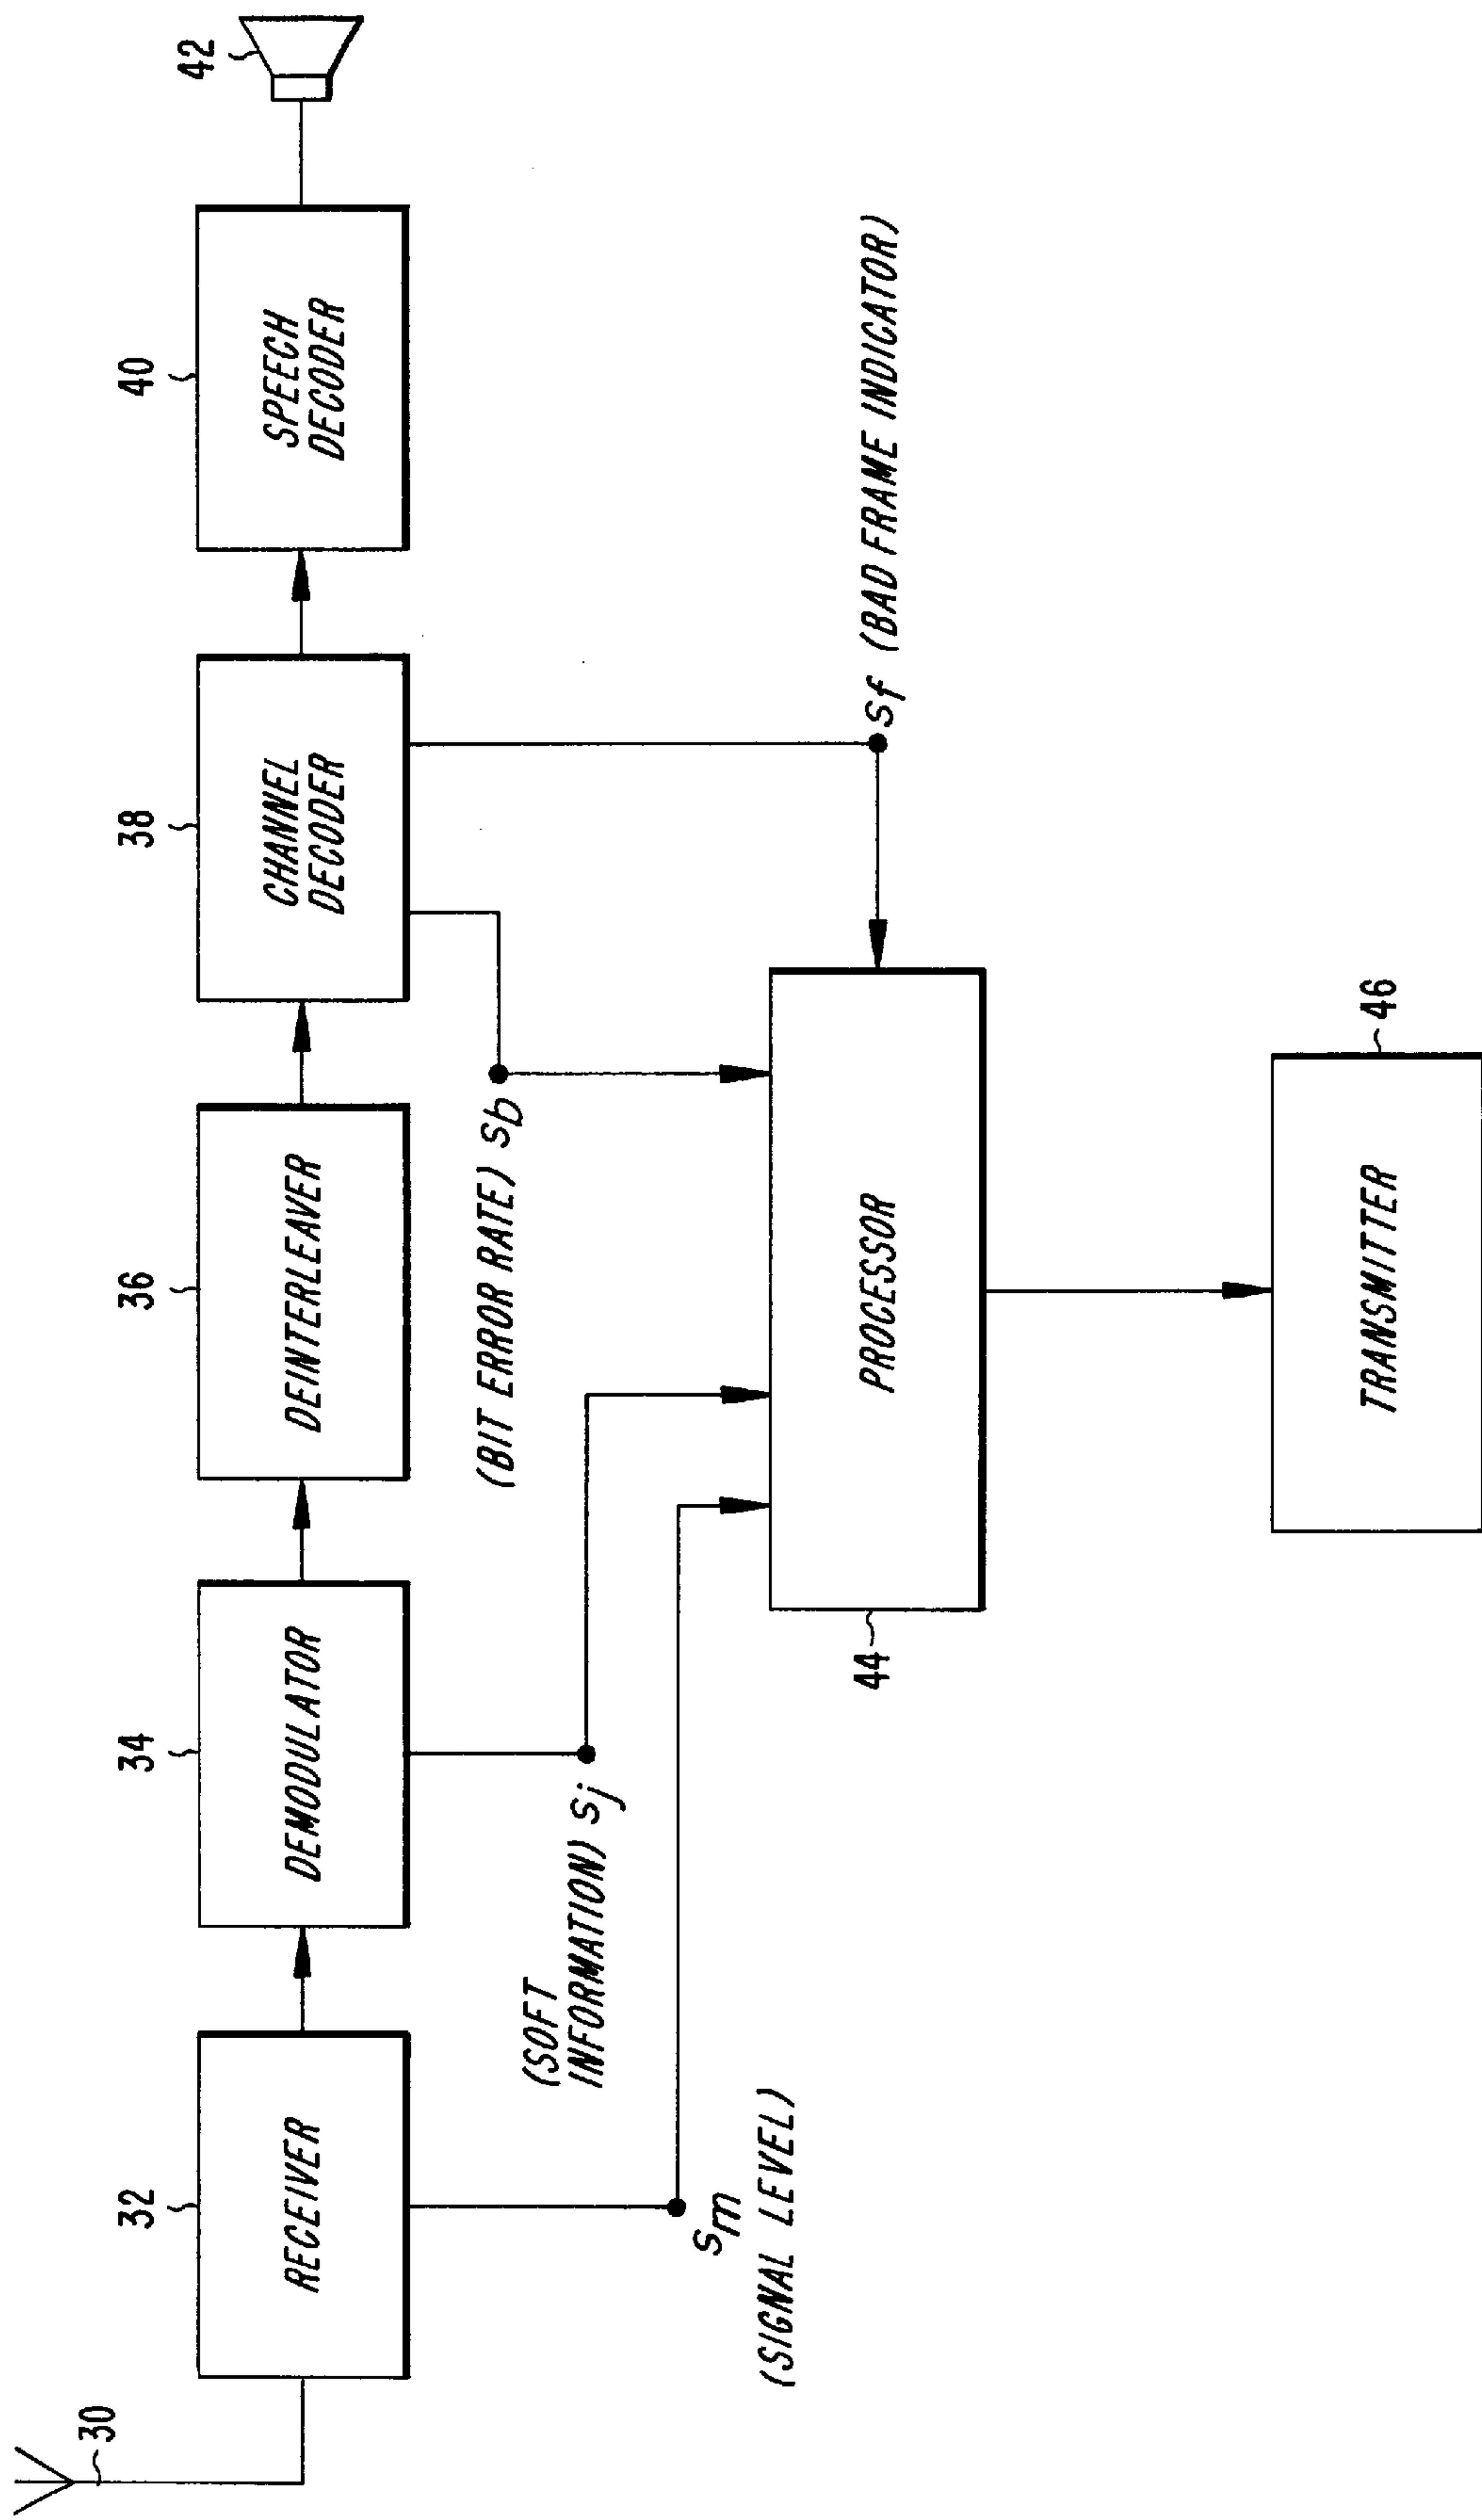 30
32
34
36
38
40
42
RECEIVER
DEMODULATOR
DEINTERLEAVER
CHANNEL
DECODER
SPEECH
DECODER
(BIT ERROR RATE) sb
(SOFT
INFORMATION) sj
sm
(SIGNAL LEVEL)
sf (BAD FRAME INDICATOR)
44
PROCESSOR
46
TRANSMITTER